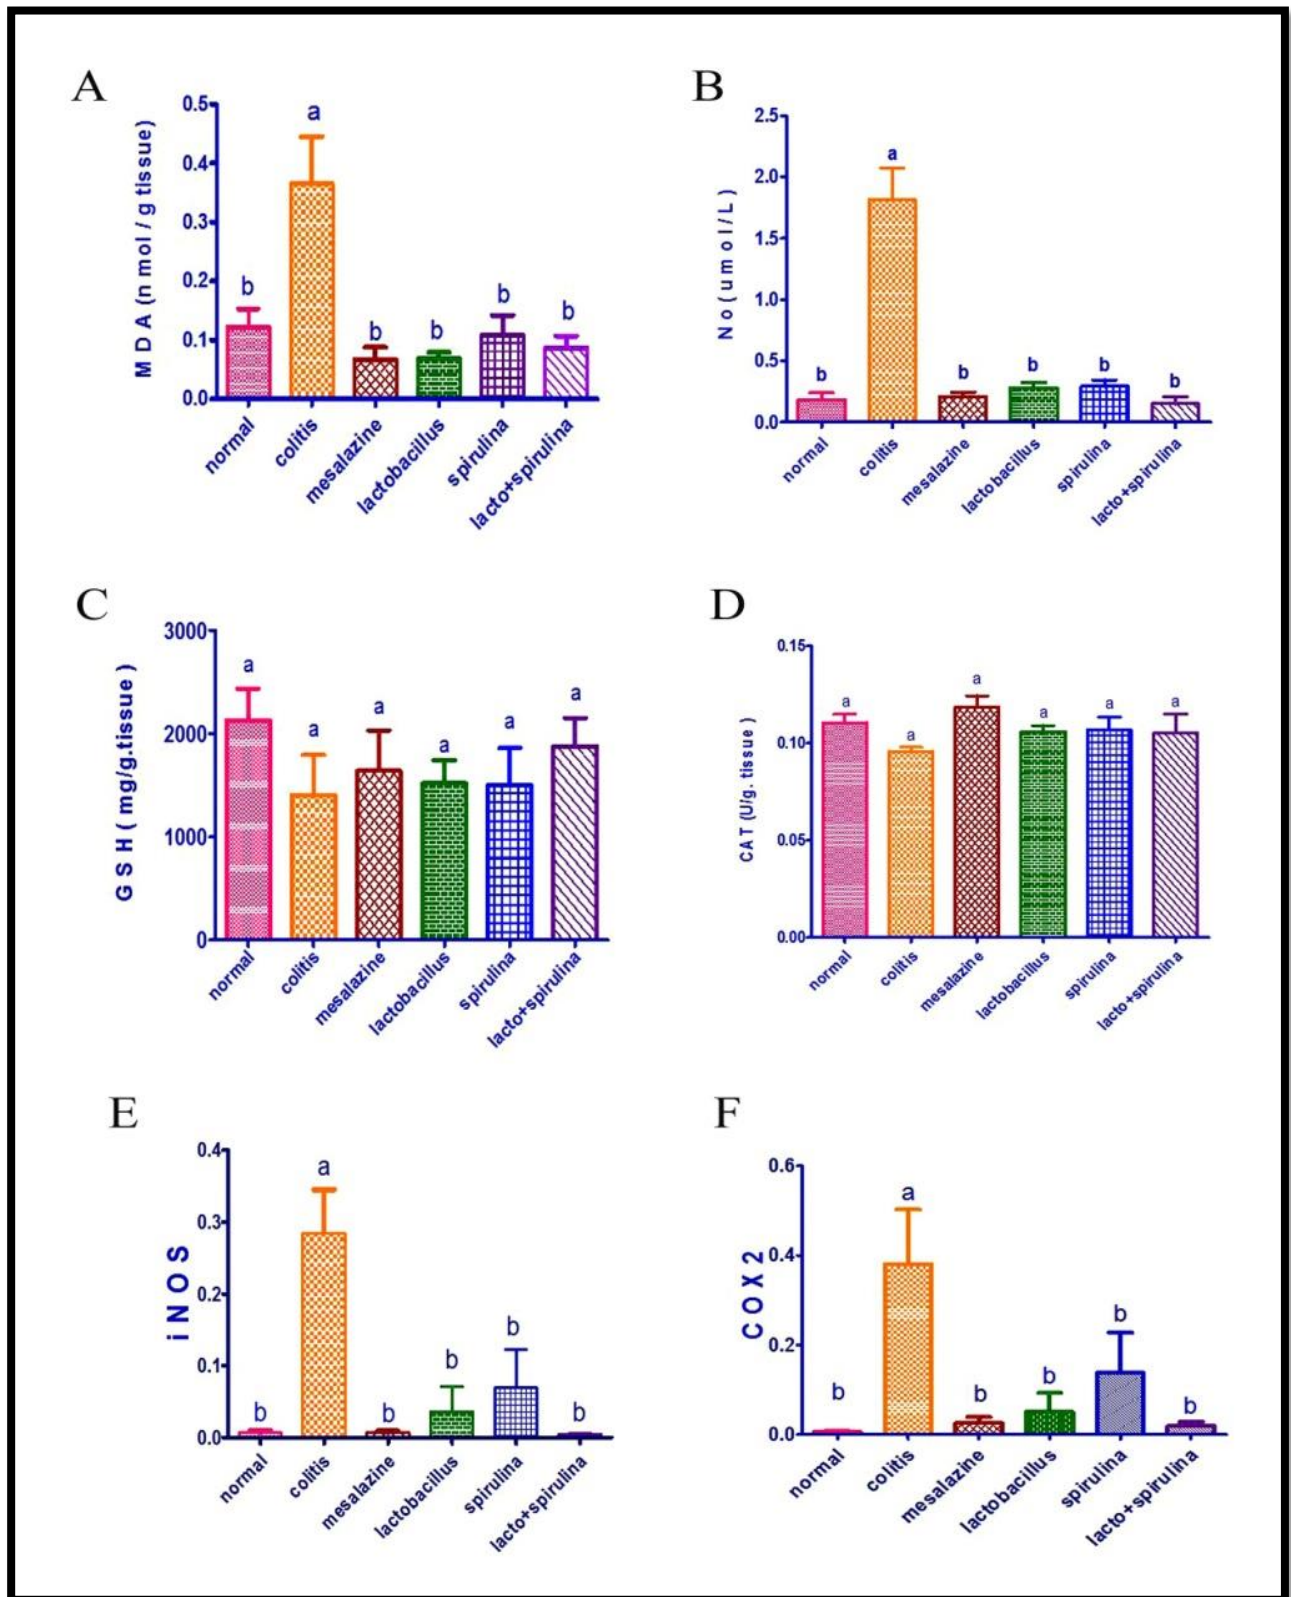 A
M D A (n mol / g tissue)
0.5
0.4
0.3
0.2
0.1
0.0
b
a
b
b
b
b
normal
colitis
mesalazine
lactobacillus
spirulina
lacto+spirulina
B
No (umol/L)
2.5
2.0
1.5
1.0
0.5
0.0
b
a
b
b
b
b
normal
colitis
mesalazine
lactobacillus
spirulina
lacto+spirulina
C
GSH ( mg/g.tissue )
3000
2000
1000
0
a
a
a
a
a
a
normal
colitis
mesalazine
lactobacillus
spirulina
lacto+spirulina
D
CAT (U/g. tissue )
0.15
0.10
0.05
0.00
a
a
a
a
a
a
normal
colitis
mesalazine
lactobacillus
spirulina
lacto+spirulina
E
iNOS
0.4
0.3
0.2
0.1
0.0
b
a
b
b
b
b
normal
colitis
mesalazine
lactobacillus
spirulina
lacto+spirulina
F
COX2
0.6
0.4
0.2
0.0
b
a
b
b
b
b
normal
colitis
mesalazine
lactobacillus
spirulina
lacto+spirulina